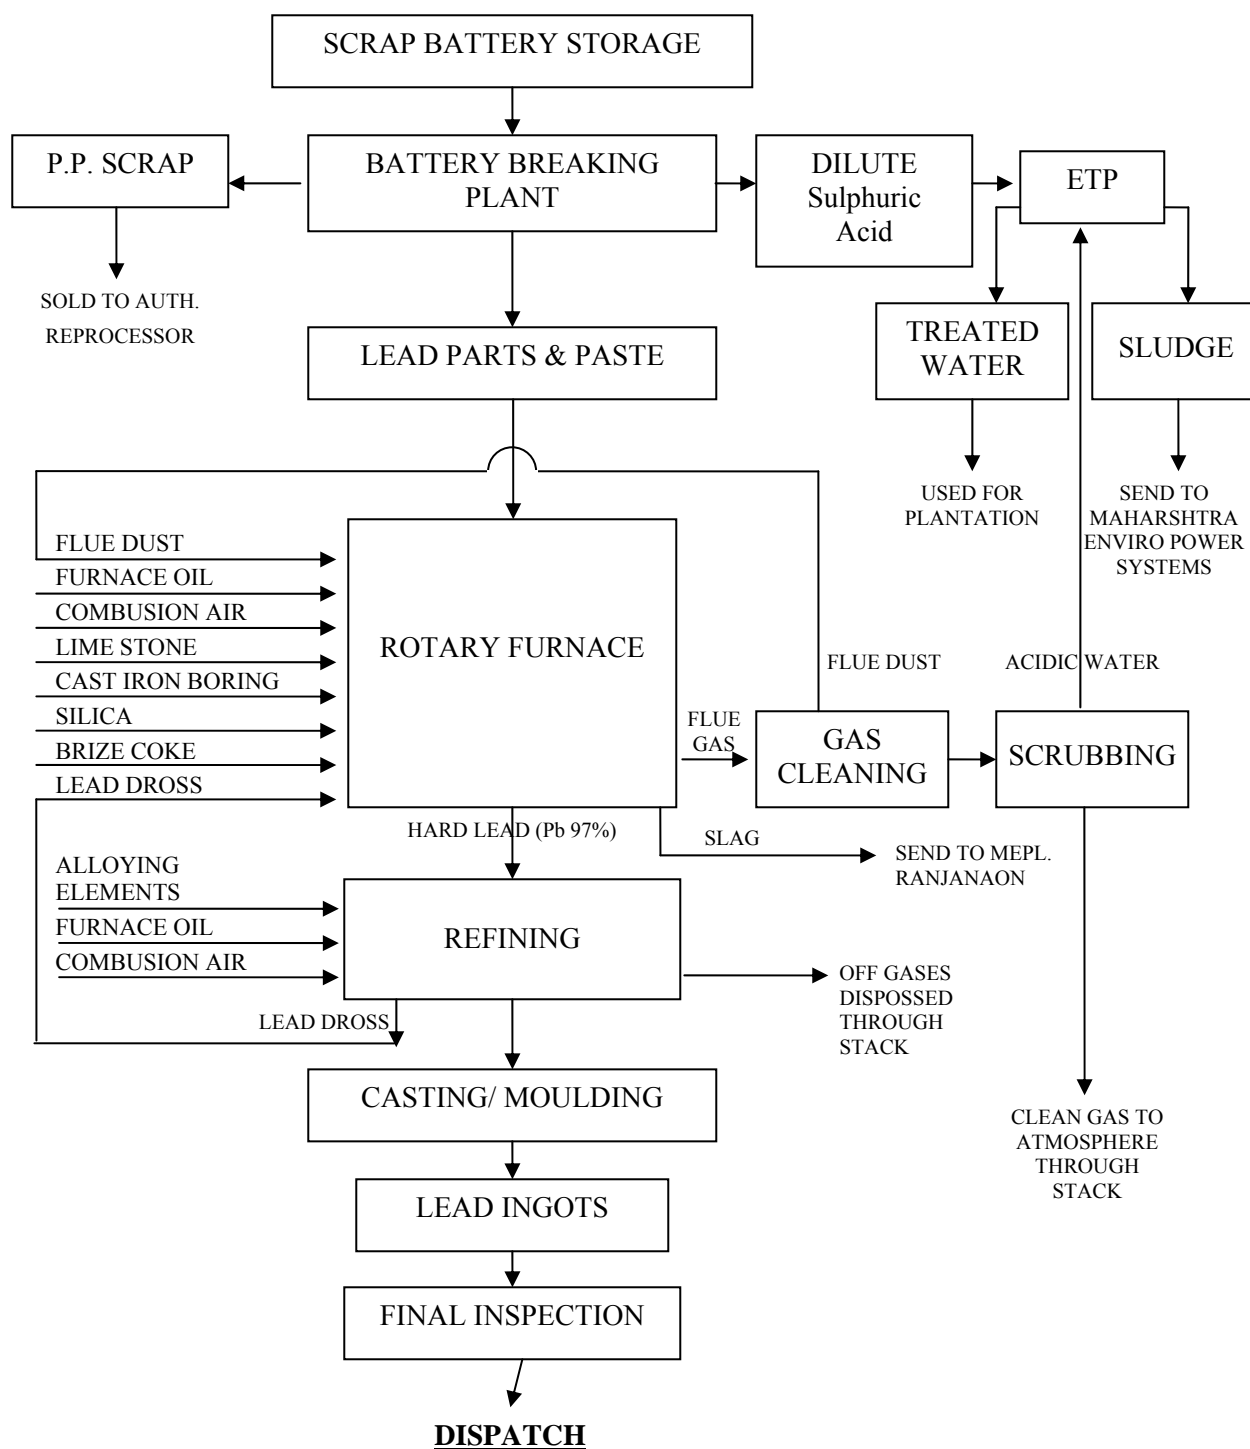 SCRAP BATTERY STORAGE
P.P. SCRAP
BATTERY BREAKING
PLANT
DILUTE
Sulphuric
Acid
ETP
SOLD TO AUTH.
REPROCESSOR
LEAD PARTS & PASTE
TREATED
WATER
SLUDGE
USED FOR
PLANTATION
SEND TO
MAHARSHTRA
ENVIRO POWER
SYSTEMS
FLUE DUST
FURNACE OIL
COMBUSION AIR
LIME STONE
CAST IRON BORING
SILICA
BRIZE COKE
LEAD DROSS
ROTARY FURNACE
FLUE DUST
ACIDIC WATER
FLUE
GAS
GAS
CLEANING
SCRUBBING
HARD LEAD (Pb 97%)
SLAG
SEND TO MEPL.
RANJANAON
ALLOYING
ELEMENTS
FURNACE OIL
COMBUSION AIR
REFINING
OFF GASES
DISPOSSED
THROUGH
STACK
LEAD DROSS
CASTING/ MOULDING
CLEAN GAS TO
ATMOSPHERE
THROUGH
STACK
LEAD INGOTS
FINAL INSPECTION
DISPATCH